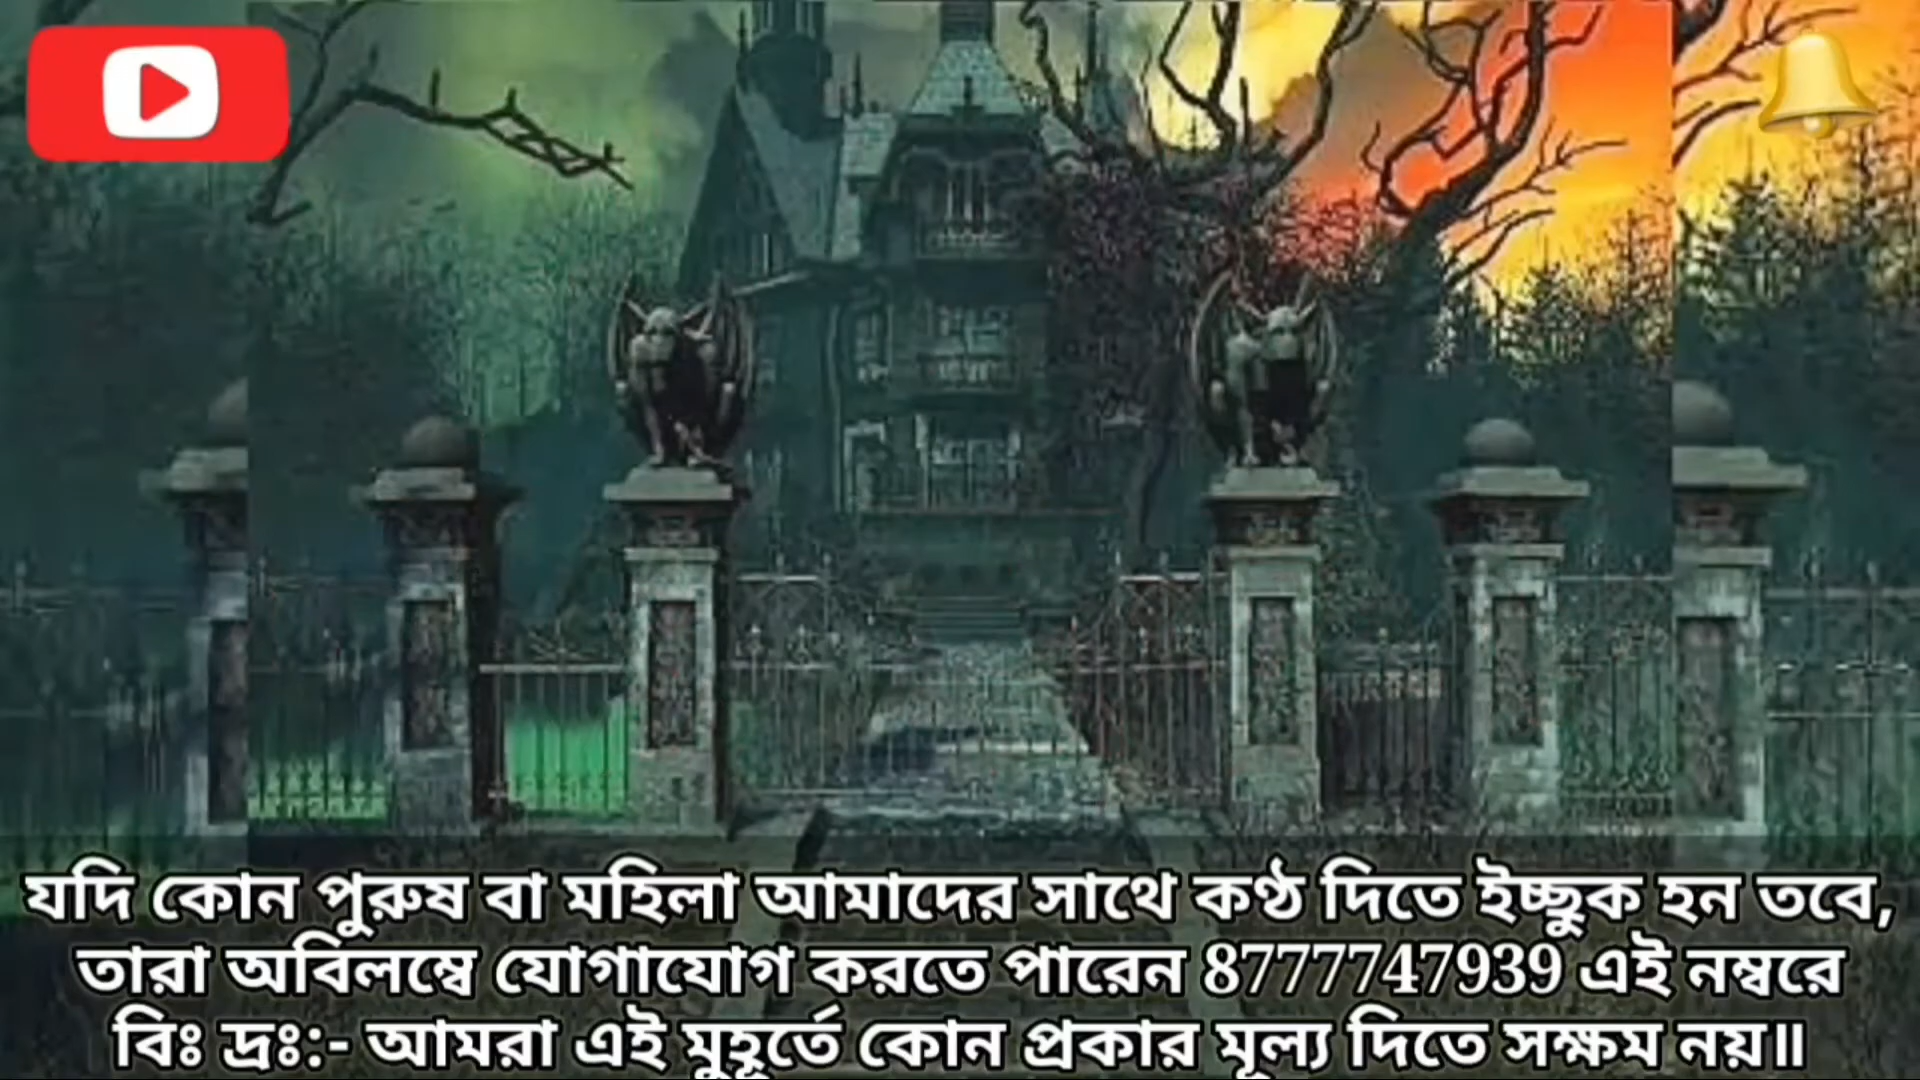 যদি কোন পুরুষ বা মহিলা আমাদের সাথে কণ্ঠ দিতে ইচ্ছুক হন তবে,
তারা অবিলম্বে যোগাযোগ করতে পারেন 8777747939 এই নম্বরে
বিঃ দ্রঃ:- আমরা এই মুহূর্তে কোন প্রকার মূল্য দিতে সক্ষম নয়॥